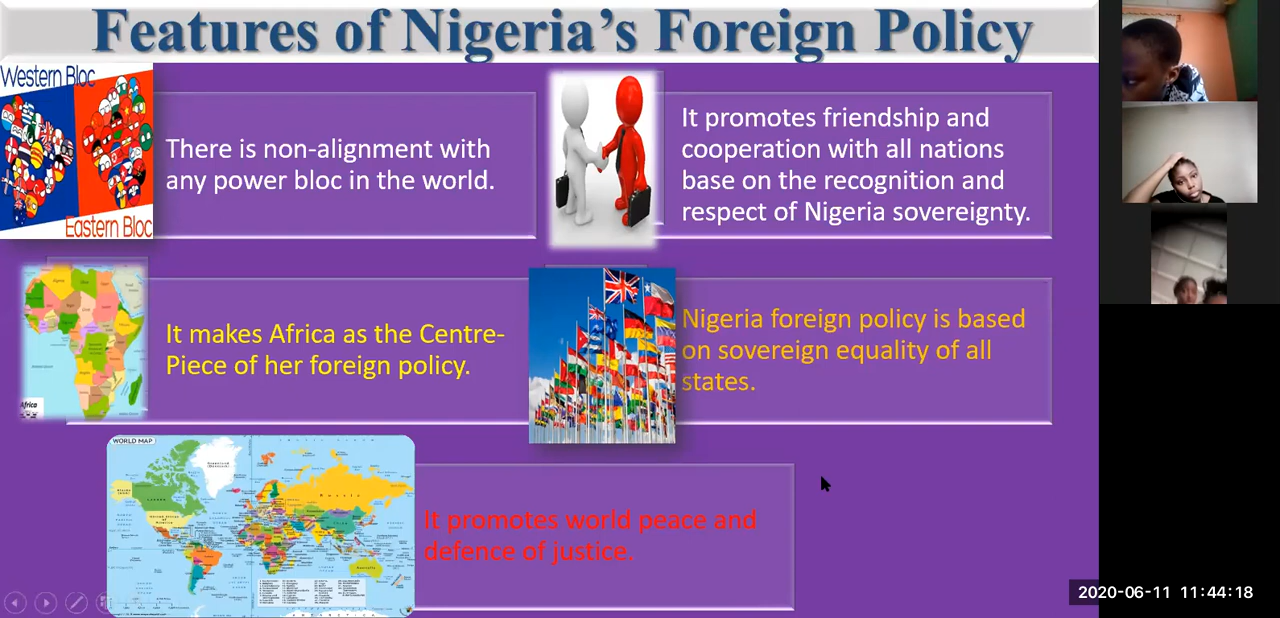 Features of Nigeria's Foreign Policy
Western Bloc
Eastern Bloc
There is non-alignment with
any power bloc in the world.
It promotes friendship and
cooperation with all nations
base on the recognition and
respect of Nigeria sovereignty.
Africa
It makes Africa as the Centre-
Piece of her foreign policy.
Nigeria foreign policy is based
on sovereign equality of all
states.
WORLD MAP
Russia
It promotes world peace and
defence of justice.
2020-06-11 11:44:18